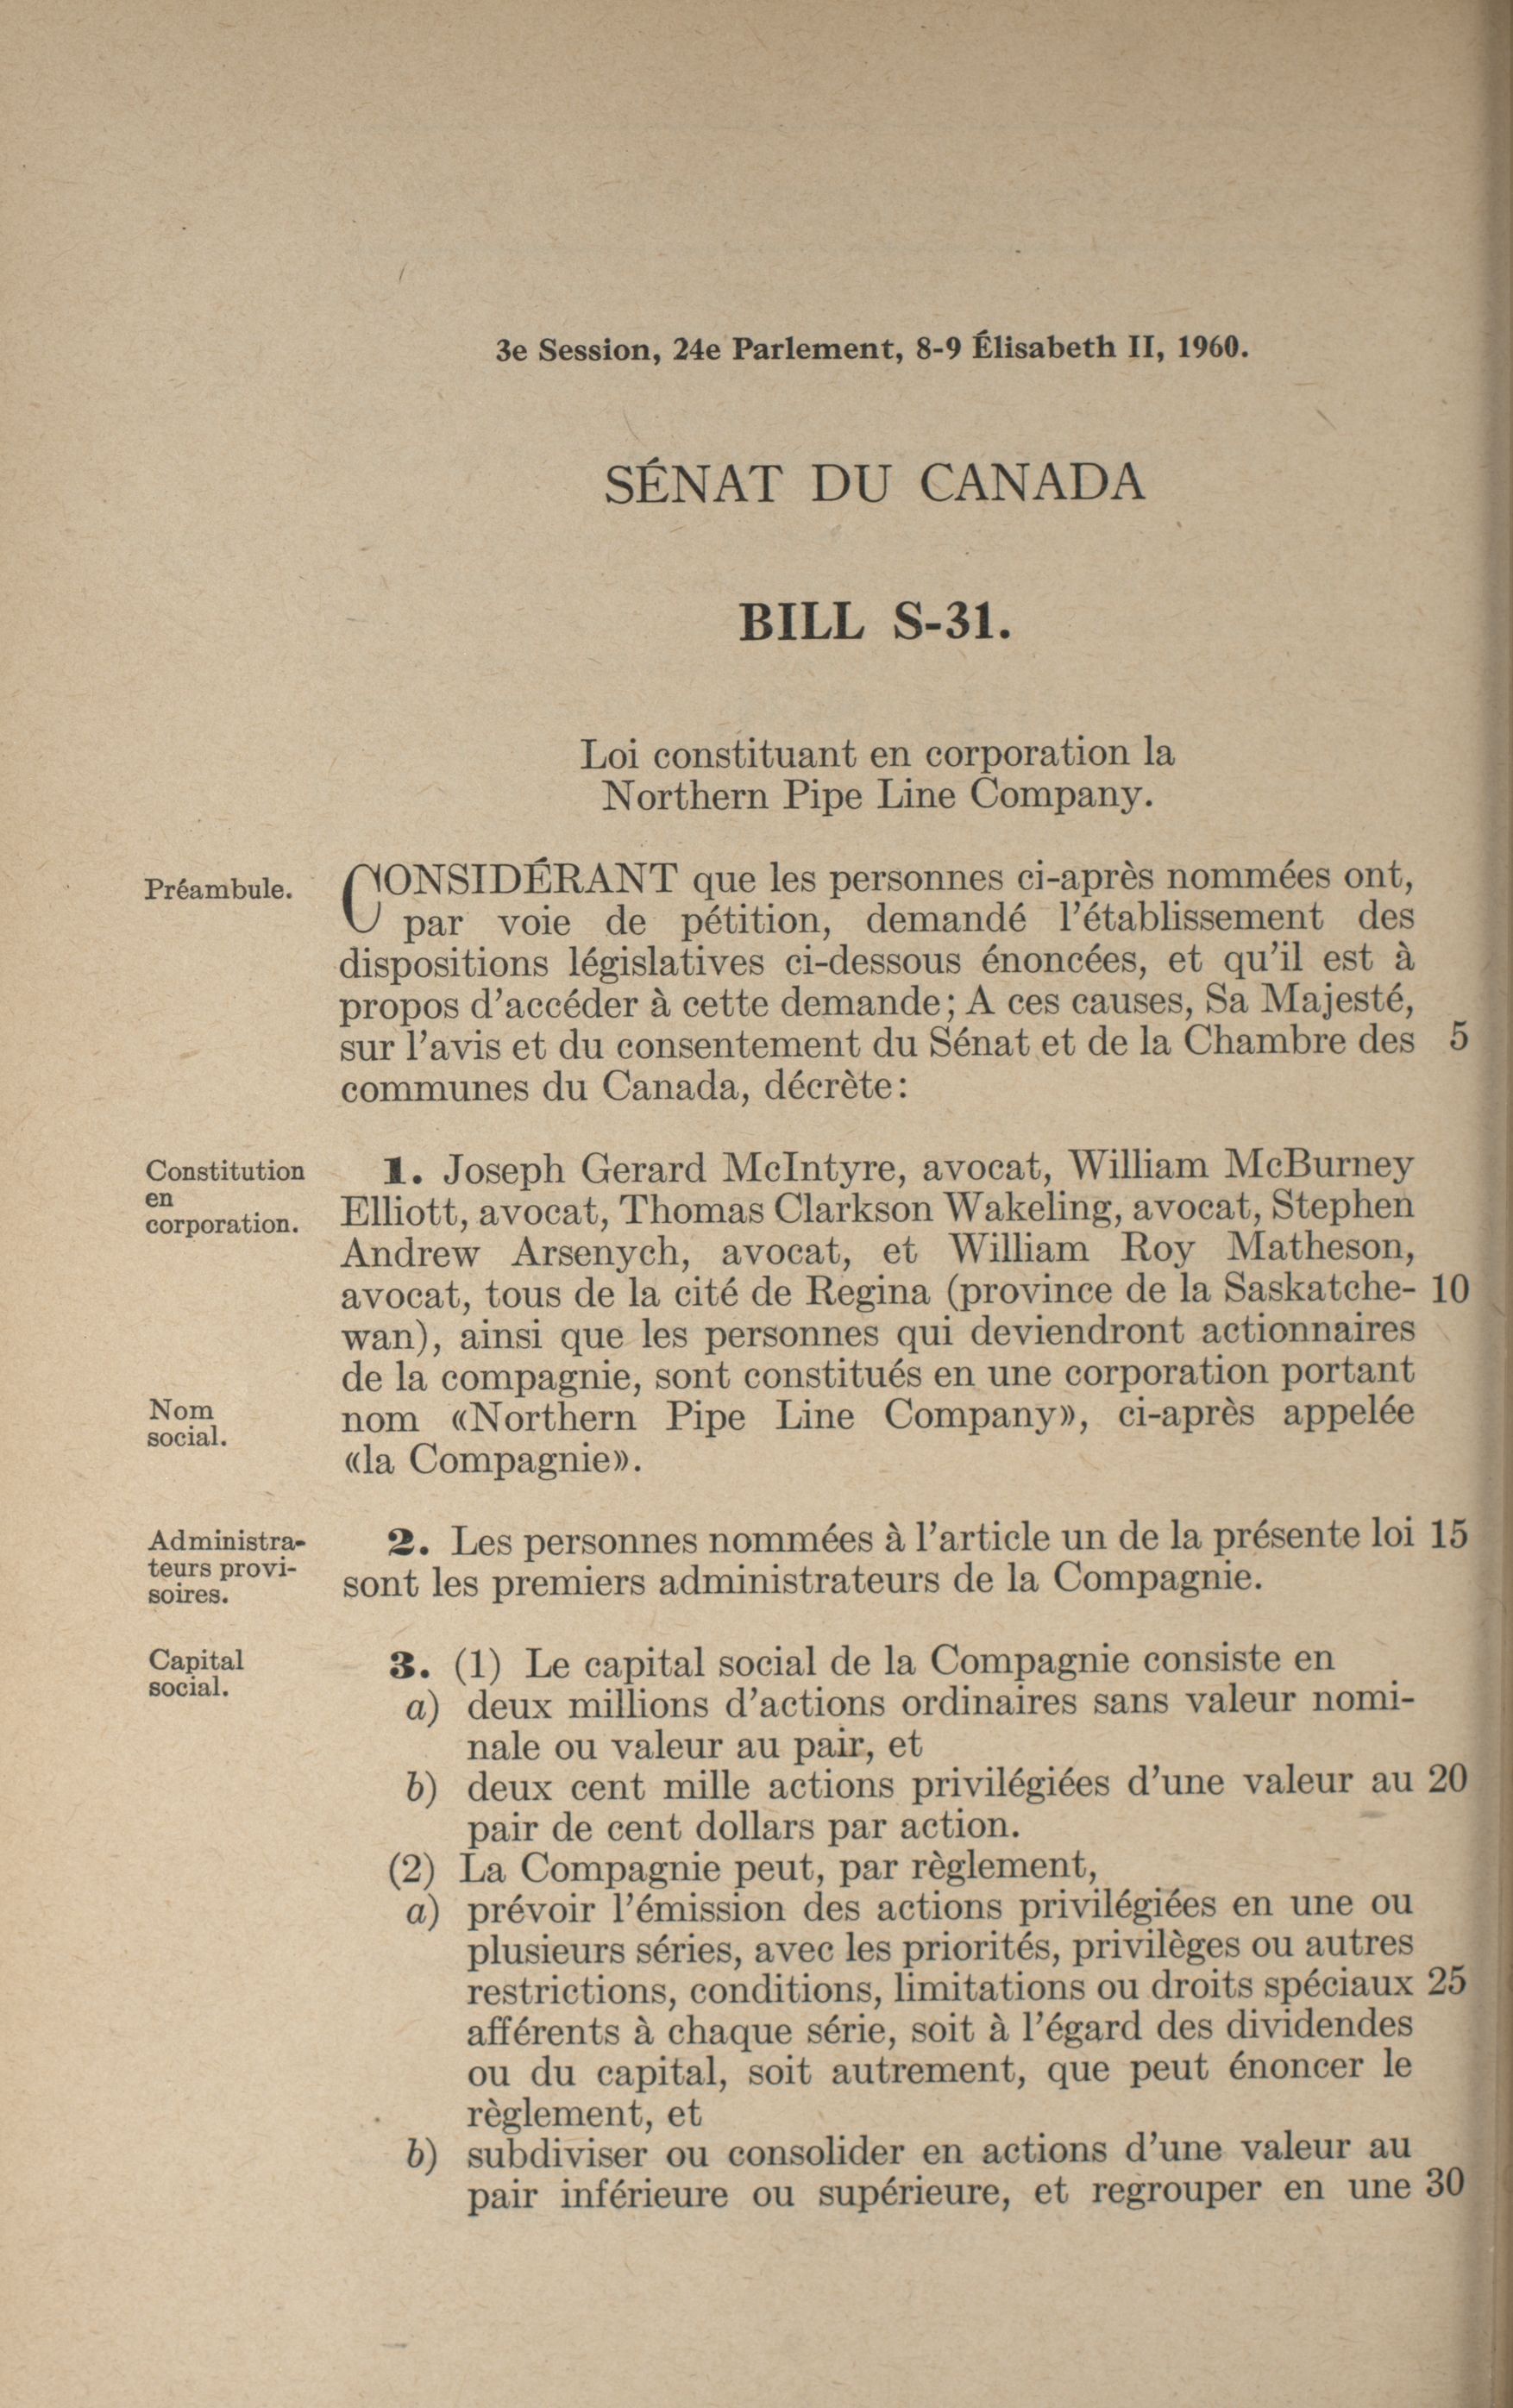 3e Session, 24e Parlement, 8-9 Élisabeth II, 1960.
SÉNAT DU CANADA
BILL S-31.
Loi constituant en corporation la
Northern Pipe Line Company.
Préambule.
CONSIDÉRANT que les personnes ci-après nommées ont,
par voie de pétition, demandé l'établissement des
dispositions législatives ci-dessous énoncées, et qu'il est à
propos d'accéder à cette demande; A ces causes, Sa Majesté,
sur l'avis et du consentement du Sénat et de la Chambre des 5
communes du Canada, décrète:
Constitution
en
corporation.
1. Joseph Gerard McIntyre, avocat, William McBurney
Elliott, avocat, Thomas Clarkson Wakeling, avocat, Stephen
Andrew Arsenych, avocat, et William Roy Matheson,
avocat, tous de la cité de Regina (province de la Saskatche- 10
wan), ainsi que les personnes qui deviendront actionnaires
de la compagnie, sont constitués en une corporation portant
Nom
social.
nom «Northern Pipe Line Company», ci-après appelée
«la Compagnie».
Administra-
teurs provi-
soires.
2. Les personnes nommées à l'article un de la présente loi 15
sont les premiers administrateurs de la Compagnie.
Capital
social.
3. (1) Le capital social de la Compagnie consiste en
a) deux millions d'actions ordinaires sans valeur nomi-
nale ou valeur au pair, et
b) deux cent mille actions privilégiées d'une valeur au 20
pair de cent dollars par action.
(2) La Compagnie peut, par règlement,
a) prévoir l'émission des actions privilégiées en une ou
plusieurs séries, avec les priorités, privilèges ou autres
restrictions, conditions, limitations ou droits spéciaux 25
afférents à chaque série, soit à l'égard des dividendes
ou du capital, soit autrement, que peut énoncer le
règlement, et
b) subdiviser ou consolider en actions d'une valeur au
pair inférieure ou supérieure, et regrouper en une 30